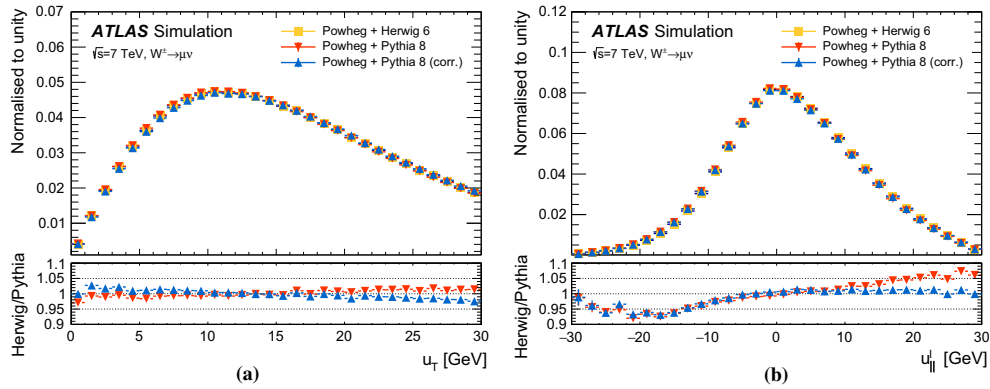 ATLAS Simulation
√s=7 TeV, W±→μν
Powheg + Herwig 6
Powheg + Pythia 8
Powheg + Pythia 8 (corr.)
Normalised to unity
0.07
0.06
0.05
0.04
0.03
0.02
0.01
Herwig/Pythia
1.1
1.05
1
0.95
0.9
0 5 10 15 20 25 30
u_T [GeV]
(a)
ATLAS Simulation
√s=7 TeV, W±→μν
Powheg + Herwig 6
Powheg + Pythia 8
Powheg + Pythia 8 (corr.)
Normalised to unity
0.12
0.1
0.08
0.06
0.04
0.02
Herwig/Pythia
1.1
1.05
1
0.95
0.9
−30 −20 −10 0 10 20 30
u_∥^l [GeV]
(b)